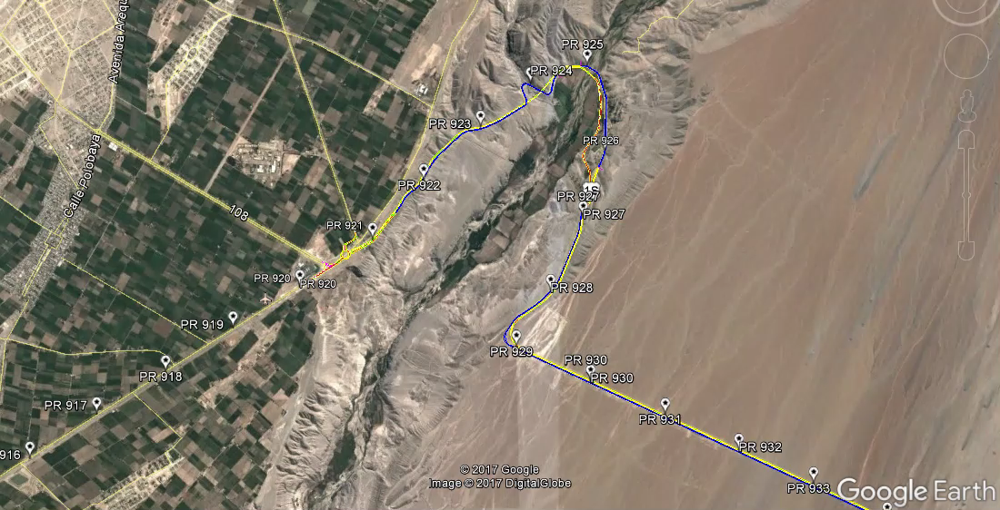 Avenida Arequ
PR 925
PR 924
PR 923
PR 926
Calle Polobaya
PR 922
1S
PR 927
PR 927
108
PR 921
PR 920
PR 920
PR 928
PR 919
PR 929
PR 918
PR 930
PR 930
PR 917
PR 931
916
PR 932
© 2017 Google
Image © 2017 DigitalGlobe
PR 933
Google Earth